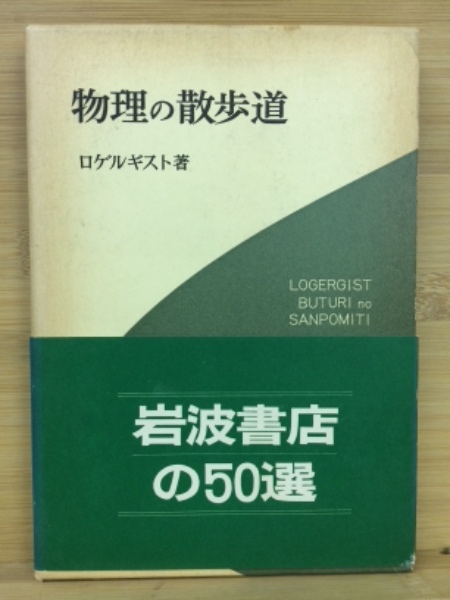 物理の散歩道
ロゲルギスト著
LOGERGIST
BUTURI no
SANPOMITI
岩波書店
の50選